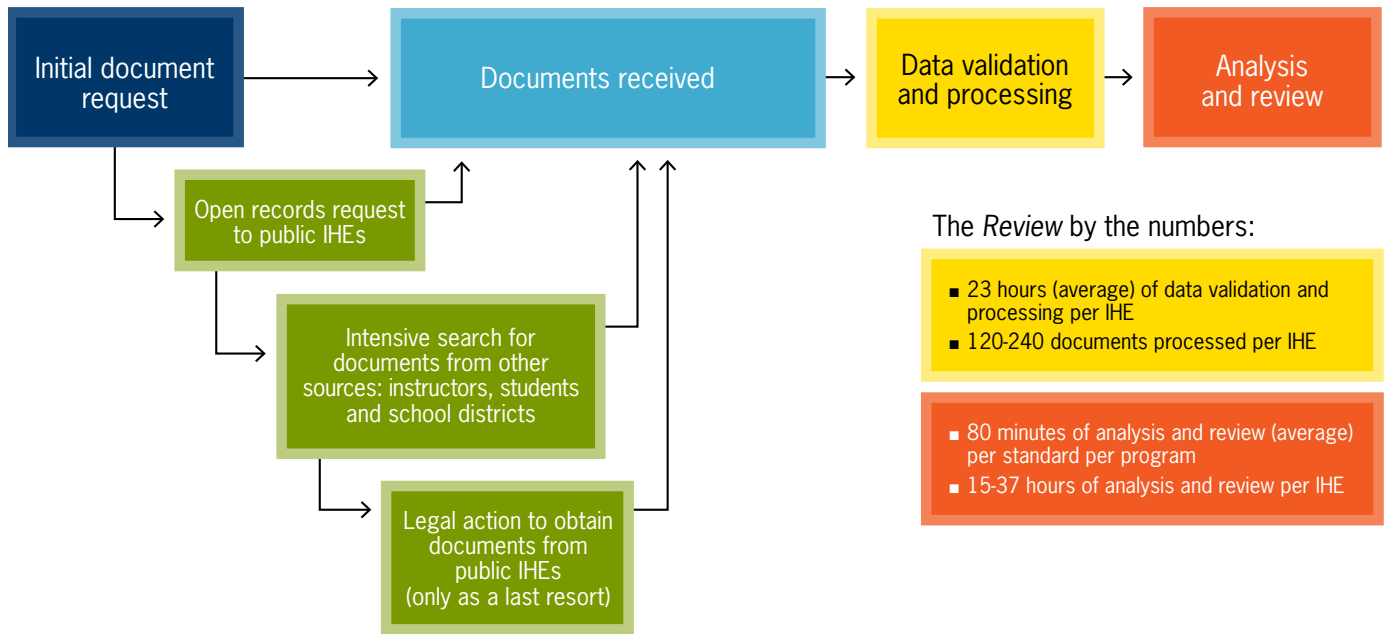 Initial document
request
Documents received
Data validation
and processing
Analysis
and review
Open records request
to public IHEs
Intensive search for
documents from other
sources: instructors, students
and school districts
Legal action to obtain
documents from
public IHEs
(only as a last resort)
The Review by the numbers:
■ 23 hours (average) of data validation and
processing per IHE
■ 120-240 documents processed per IHE
■ 80 minutes of analysis and review (average)
per standard per program
■ 15-37 hours of analysis and review per IHE